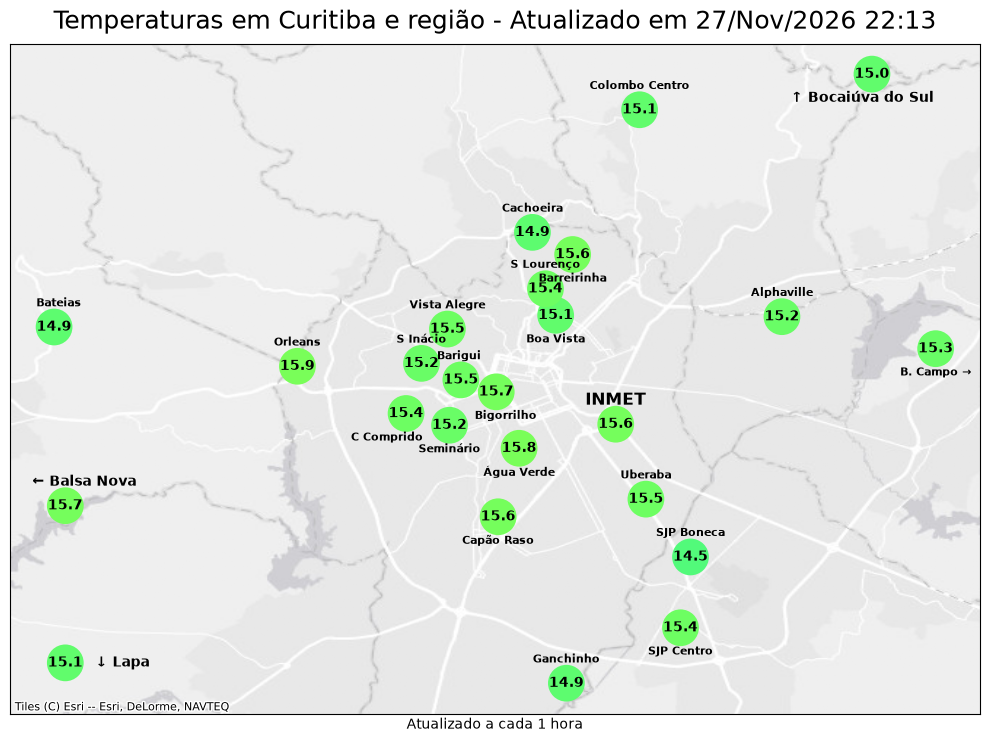 Temperaturas em Curitiba e região - Atualizado em 27/Nov/2026 22:13
15.0
↑ Bocaiúva do Sul
Colombo Centro
15.1
Cachoeira
14.9
15.6
S Lourenço
Barreirinha
15.4
15.1
Boa Vista
Alphaville
15.2
Bateias
14.9
Vista Alegre
15.5
S Inácio
15.2
Orleans
15.9
Barigui
15.5
15.7
Bigorrilho
15.3
B. Campo →
INMET
15.6
15.4
C Comprido
15.2
Seminário
15.8
Água Verde
← Balsa Nova
15.7
Uberaba
15.5
15.6
Capão Raso
SJP Boneca
14.5
15.4
SJP Centro
15.1
↓ Lapa
Ganchinho
14.9
Tiles (C) Esri -- Esri, DeLorme, NAVTEQ
Atualizado a cada 1 hora